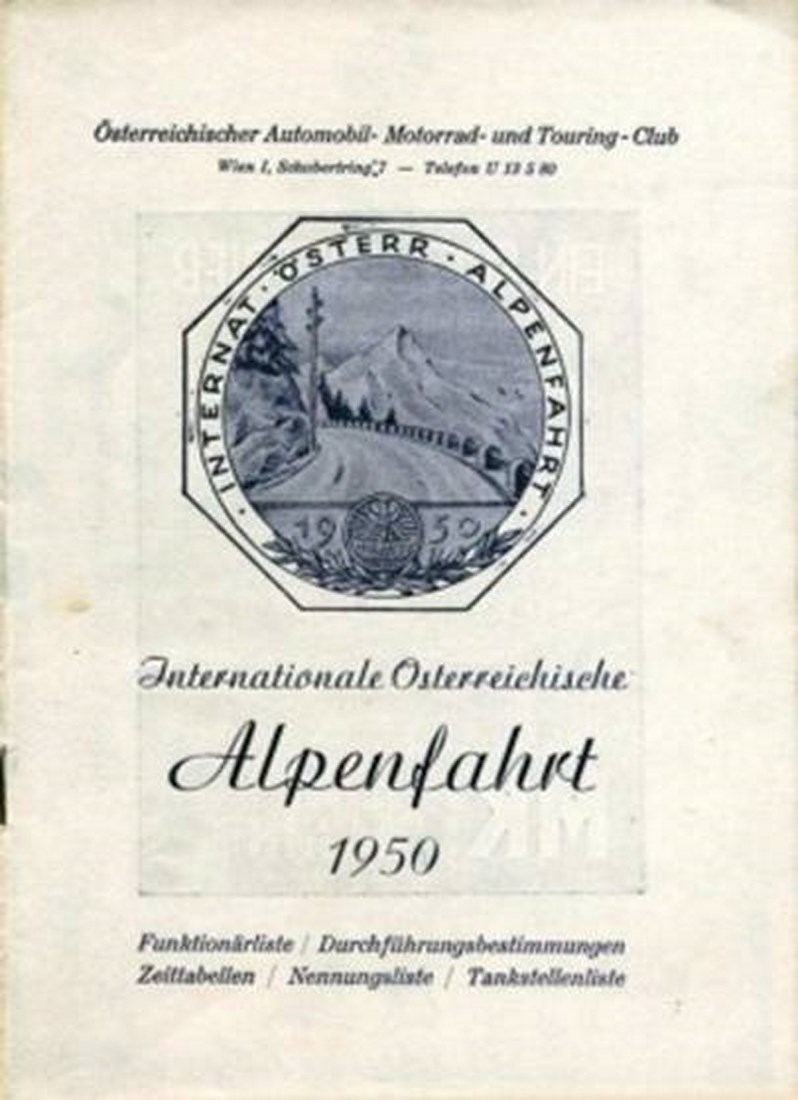 Österreichischer Automobil- Motorrad- und Touring-Club
Wien I, Schubertring 7 — Telefon U 13 5 80
· INTERNAT · ÖSTERR · ALPENFAHRT ·
1950
Internationale Österreichische
Alpenfahrt
1950
Funktionärliste / Durchführungsbestimmungen
Zeittabellen / Nennungsliste / Tankstellenliste